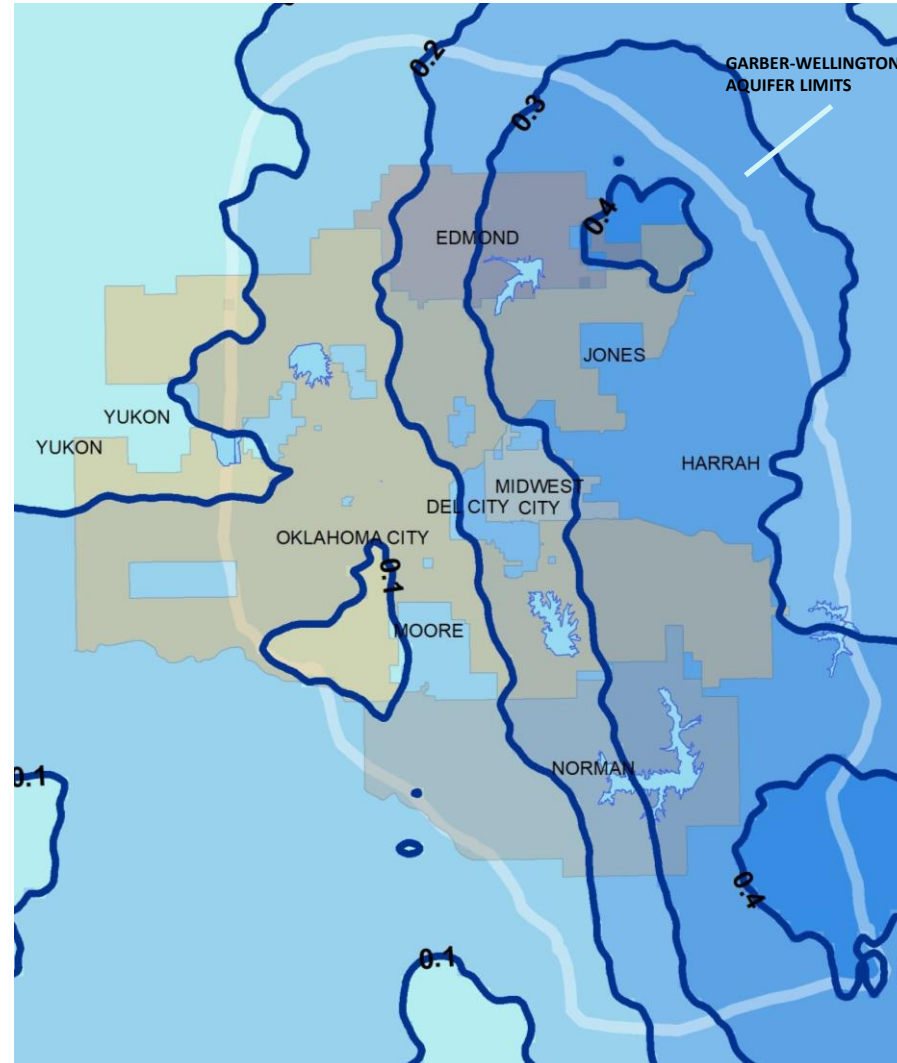 0.2
GARBER-WELLINGTON
AQUIFER LIMITS
0.3
0.4
EDMOND
JONES
YUKON
YUKON
HARRAH
MIDWEST
CITY
DEL CITY
OKLAHOMA CITY
0.1
MOORE
NORMAN
0.1
0.4
0.1